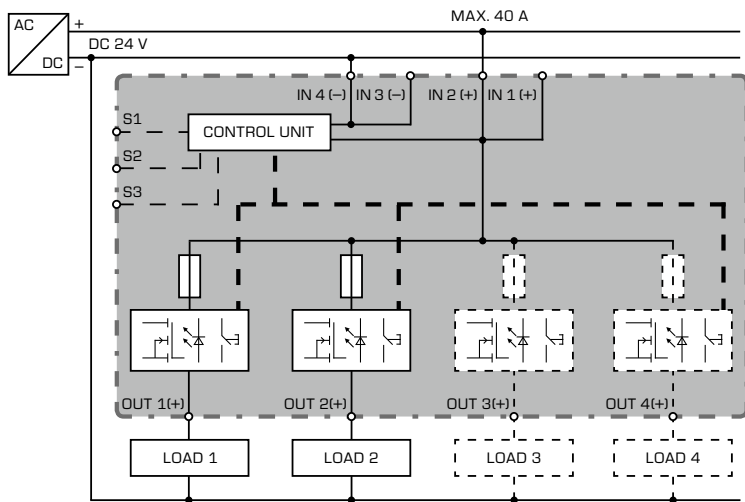 AC
DC
+
−
MAX. 40 A
DC 24 V
IN 4 (−) IN 3 (−) IN 2 (+) IN 1 (+)
S1
CONTROL UNIT
S2
S3
OUT 1(+) OUT 2(+) OUT 3(+) OUT 4(+)
LOAD 1 LOAD 2 LOAD 3 LOAD 4